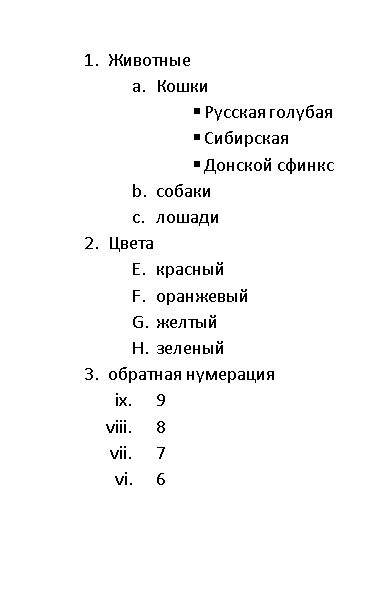 1. Животные
a. Кошки
▪ Русская голубая
▪ Сибирская
▪ Донской сфинкс
b. собаки
c. лошади
2. Цвета
E. красный
F. оранжевый
G. желтый
H. зеленый
3. обратная нумерация
ix. 9
viii. 8
vii. 7
vi. 6